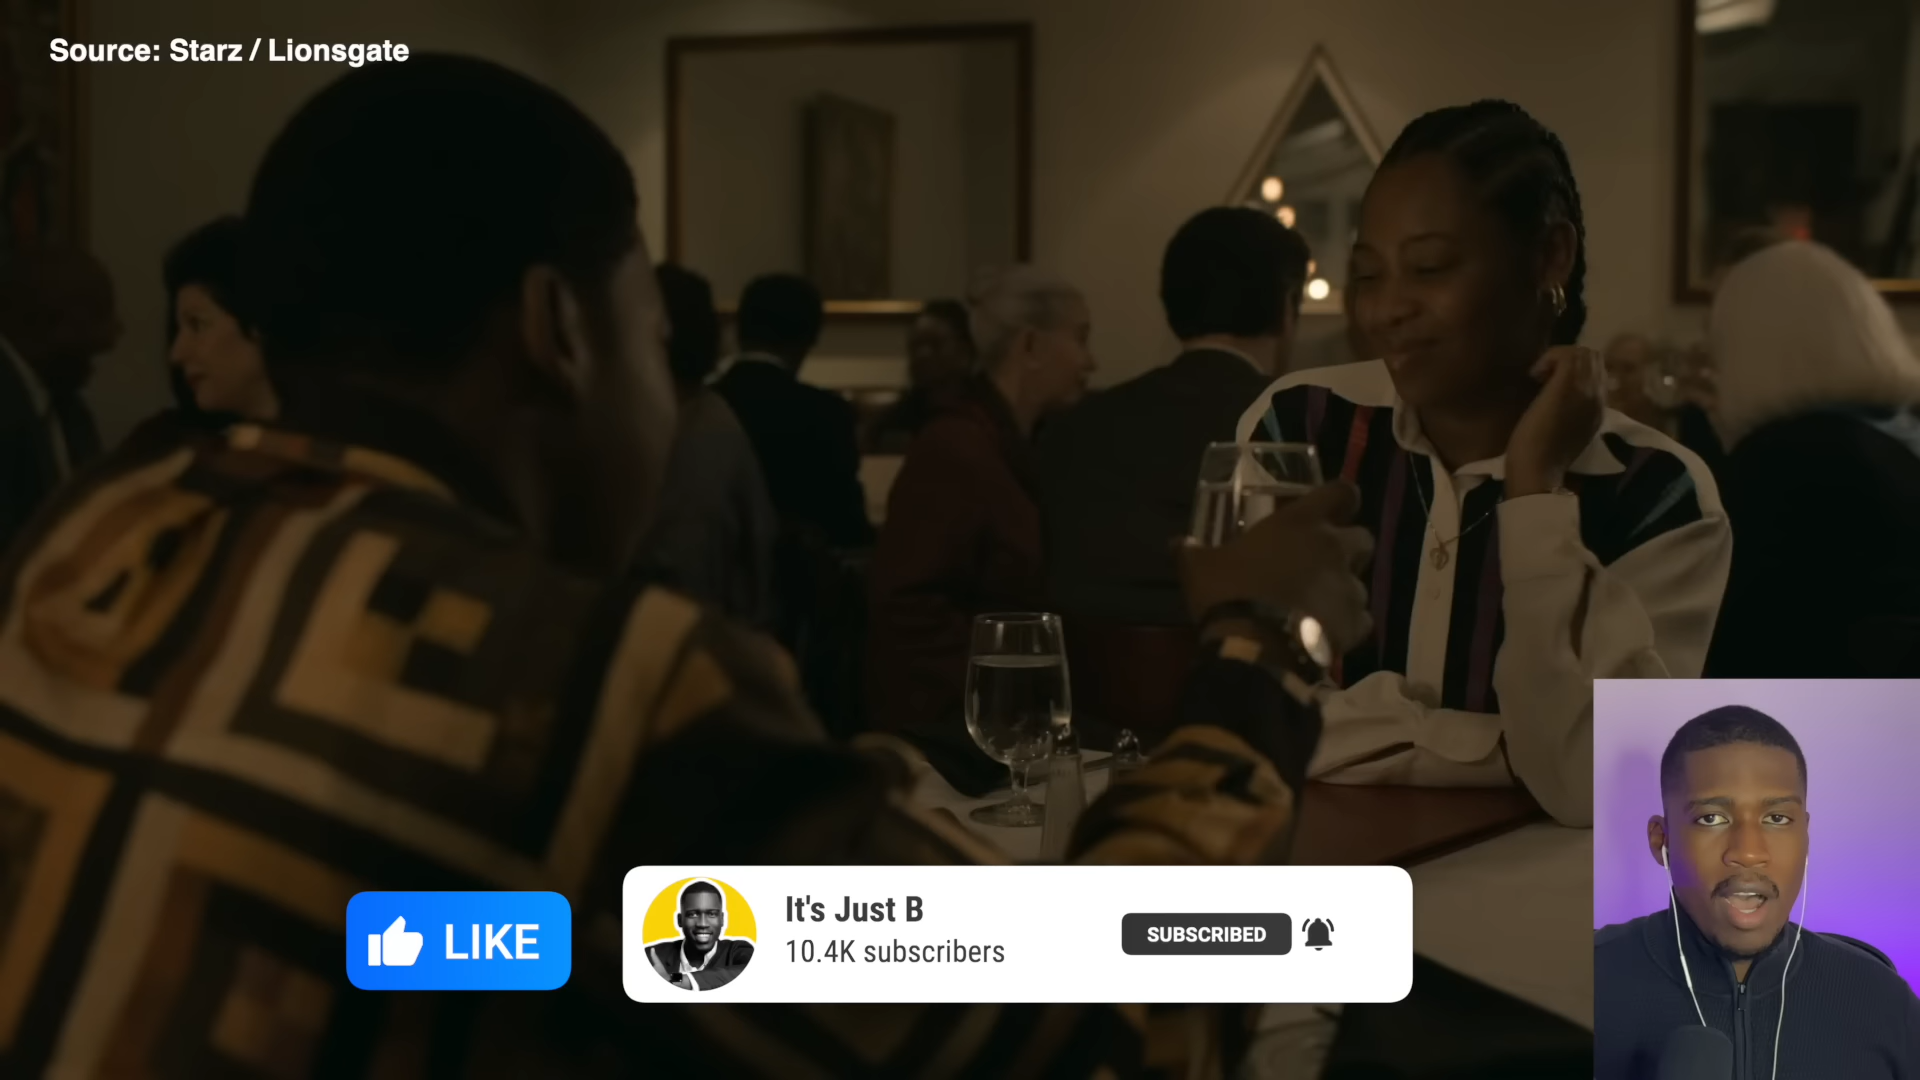 Source: Starz / Lionsgate
LIKE
It's Just B
10.4K subscribers
SUBSCRIBED